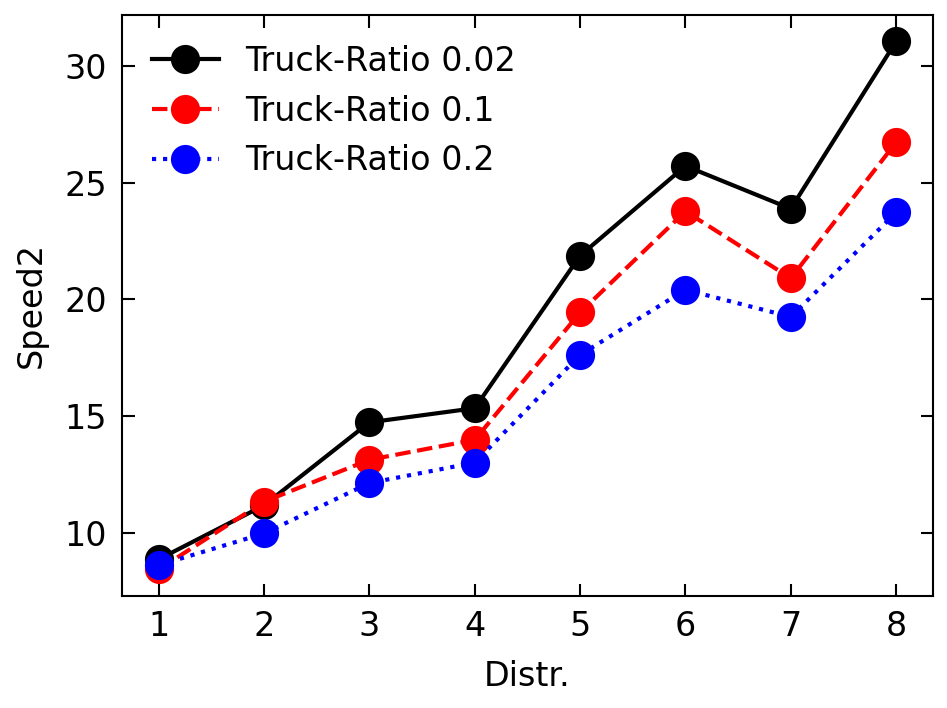 Truck-Ratio 0.02
Truck-Ratio 0.1
Truck-Ratio 0.2
30
25
20
15
10
Speed2
1 2 3 4 5 6 7 8
Distr.